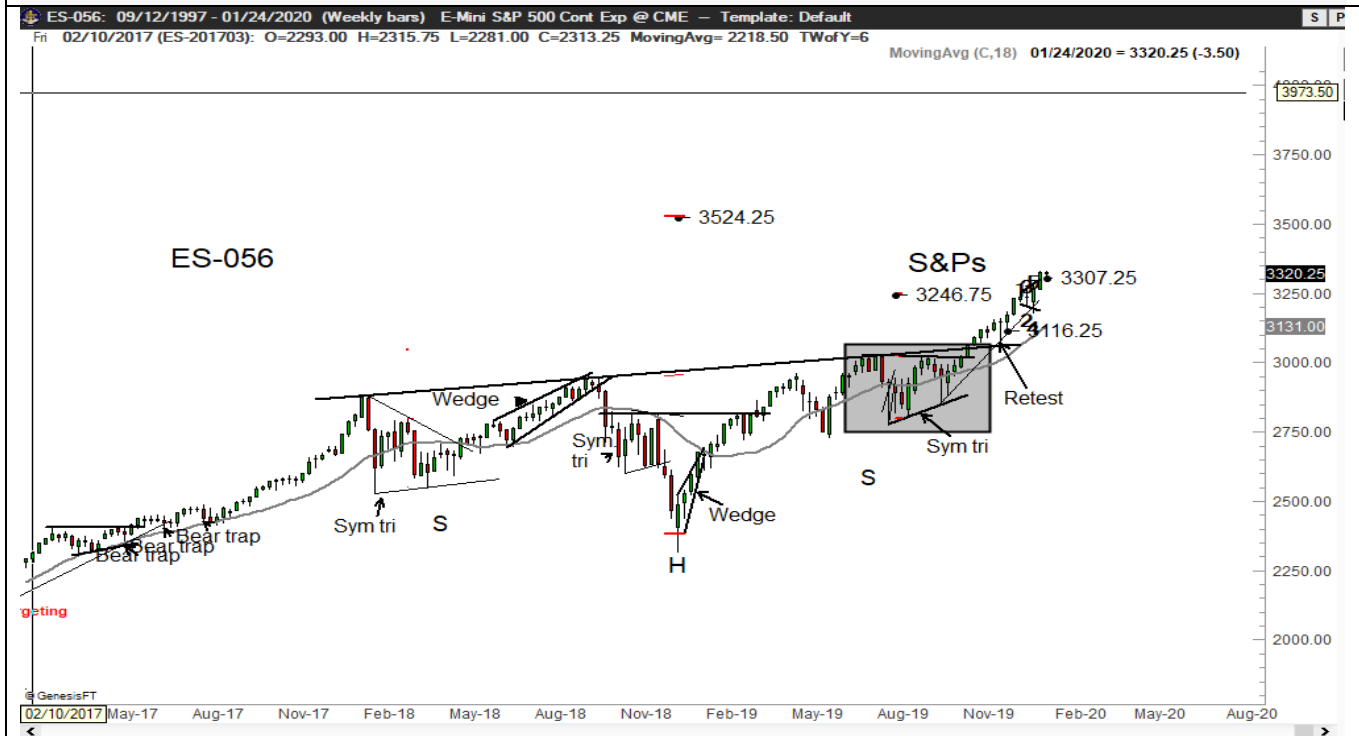 ES-056: 09/12/1997 - 01/24/2020 (Weekly bars) E-Mini S&P 500 Cont Exp @ CME — Template: Default
S P
Fri 02/10/2017 (ES-201703): O=2293.00 H=2315.75 L=2281.00 C=2313.25 MovingAvg= 2218.50 TWofY=6
MovingAvg (C,18) 01/24/2020 = 3320.25 (-3.50)
3973.50
3750.00
3524.25
3500.00
ES-056
S&Ps
3320.25
3307.25
3246.75
3250.00
3116.25
3131.00
3000.00
Wedge
Retest
Sym.
tri
Sym tri
2750.00
S
Wedge
Sym tri
S
2500.00
Bear trap
Bear trap
Bear trap
H
2250.00
rgeting
2000.00
© GenesisFT
02/10/2017 May-17 Aug-17 Nov-17 Feb-18 May-18 Aug-18 Nov-18 Feb-19 May-19 Aug-19 Nov-19 Feb-20 May-20 Aug-20